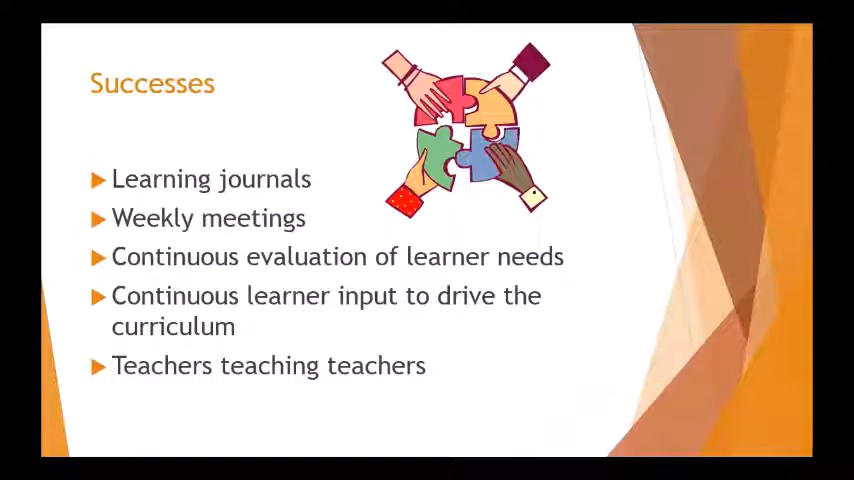 Successes
Learning journals
Weekly meetings
Continuous evaluation of learner needs
Continuous learner input to drive the
curriculum
Teachers teaching teachers